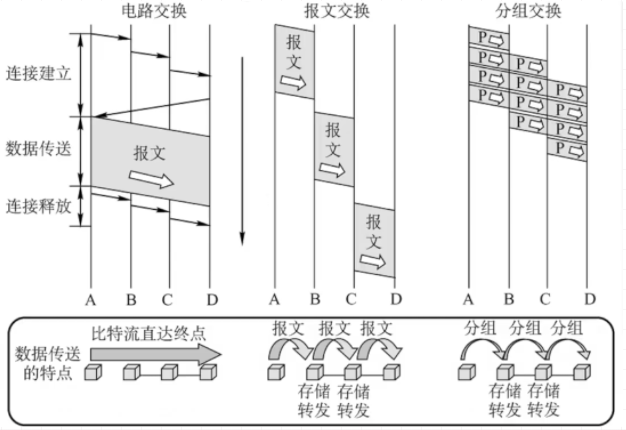 电路交换
报文交换
分组交换
连接建立
数据传送
连接释放
报文
报
文
报
文
报
文
P
P
P
P
P
P
P
P
P
P
P
P
A B C D
A B C D
A B C D
数据传送
的特点
比特流直达终点
报文 报文 报文
存储 存储
转发 转发
分组 分组 分组
存储 存储
转发 转发